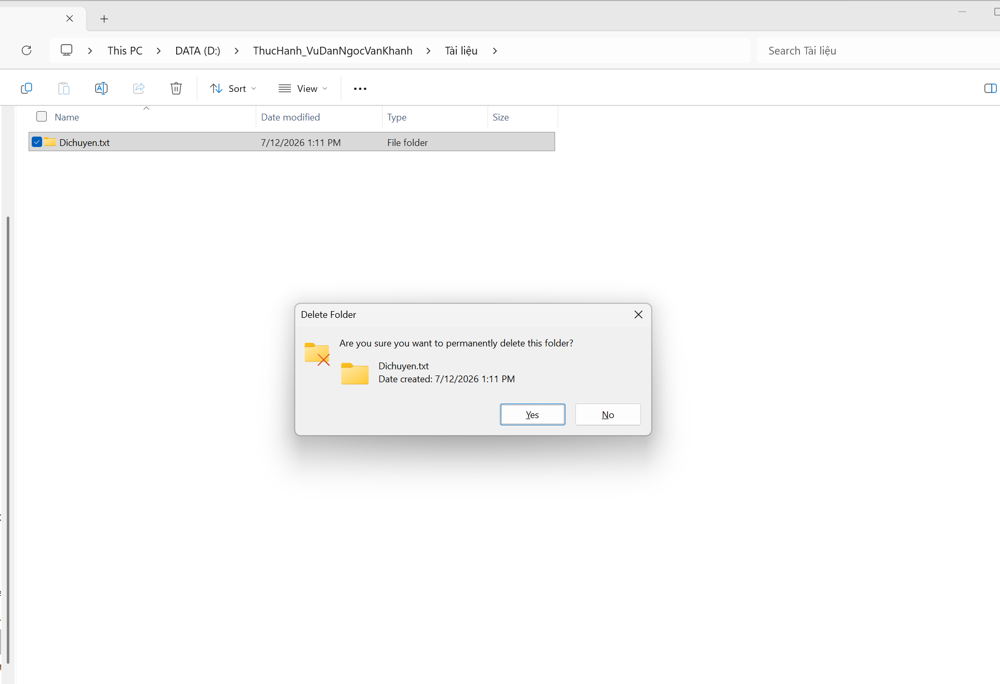 This PC > DATA (D:) > ThucHanh_VuDanNgocVanKhanh > Tài liệu >
Search Tài liệu
Sort
View
Name
Date modified
Type
Size
Dichuyen.txt
7/12/2026 1:11 PM
File folder
Delete Folder
Are you sure you want to permanently delete this folder?
Dichuyen.txt
Date created: 7/12/2026 1:11 PM
Yes
No